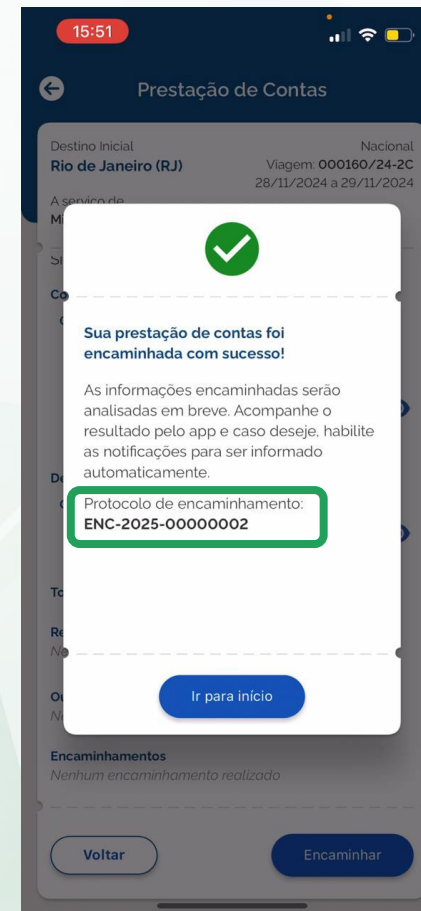 15:51
Prestação de Contas
Destino Inicial
Nacional
Rio de Janeiro (RJ)
Viagem: 000160/24-2C
28/11/2024 a 29/11/2024
A serviço de
Sua prestação de contas foi
encaminhada com sucesso!
As informações encaminhadas serão
analisadas em breve. Acompanhe o
resultado pelo app e caso deseje, habilite
as notificações para ser informado
automaticamente.
Protocolo de encaminhamento:
ENC-2025-00000002
Ir para início
Encaminhamentos
Nenhum encaminhamento realizado
Voltar
Encaminhar